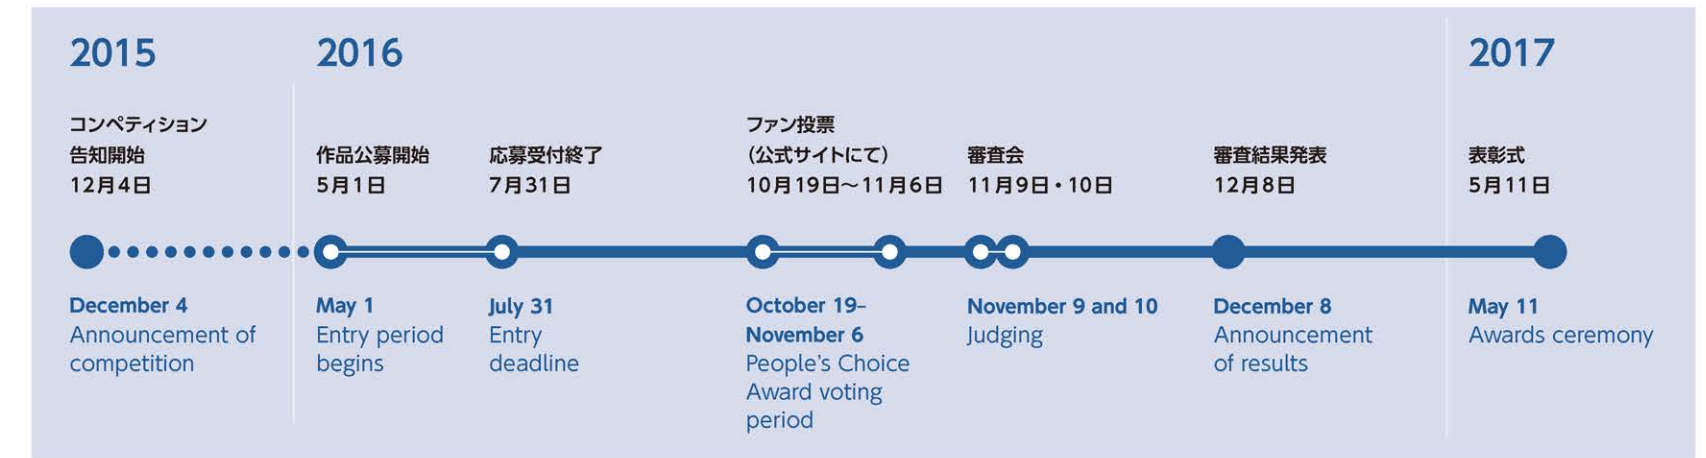 2015
コンペティション
告知開始
12月4日
December 4
Announcement of
competition
2016
作品公募開始
5月1日
May 1
Entry period
begins
応募受付終了
7月31日
July 31
Entry
deadline
ファン投票
（公式サイトにて）
10月19日～11月6日
October 19–
November 6
People’s Choice
Award voting
period
審査会
11月9日・10日
November 9 and 10
Judging
審査結果発表
12月8日
December 8
Announcement
of results
2017
表彰式
5月11日
May 11
Awards ceremony